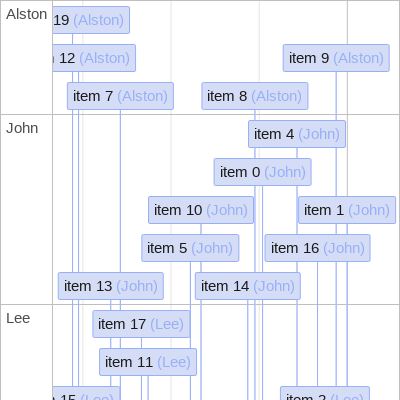 Alston
19 (Alston)
12 (Alston)
item 9 (Alston)
item 7 (Alston)
item 8 (Alston)
John
item 4 (John)
item 0 (John)
item 10 (John)
item 1 (John)
item 5 (John)
item 16 (John)
item 13 (John)
item 14 (John)
Lee
item 17 (Lee)
item 11 (Lee)
15 (Lee)
item 2 (Lee)